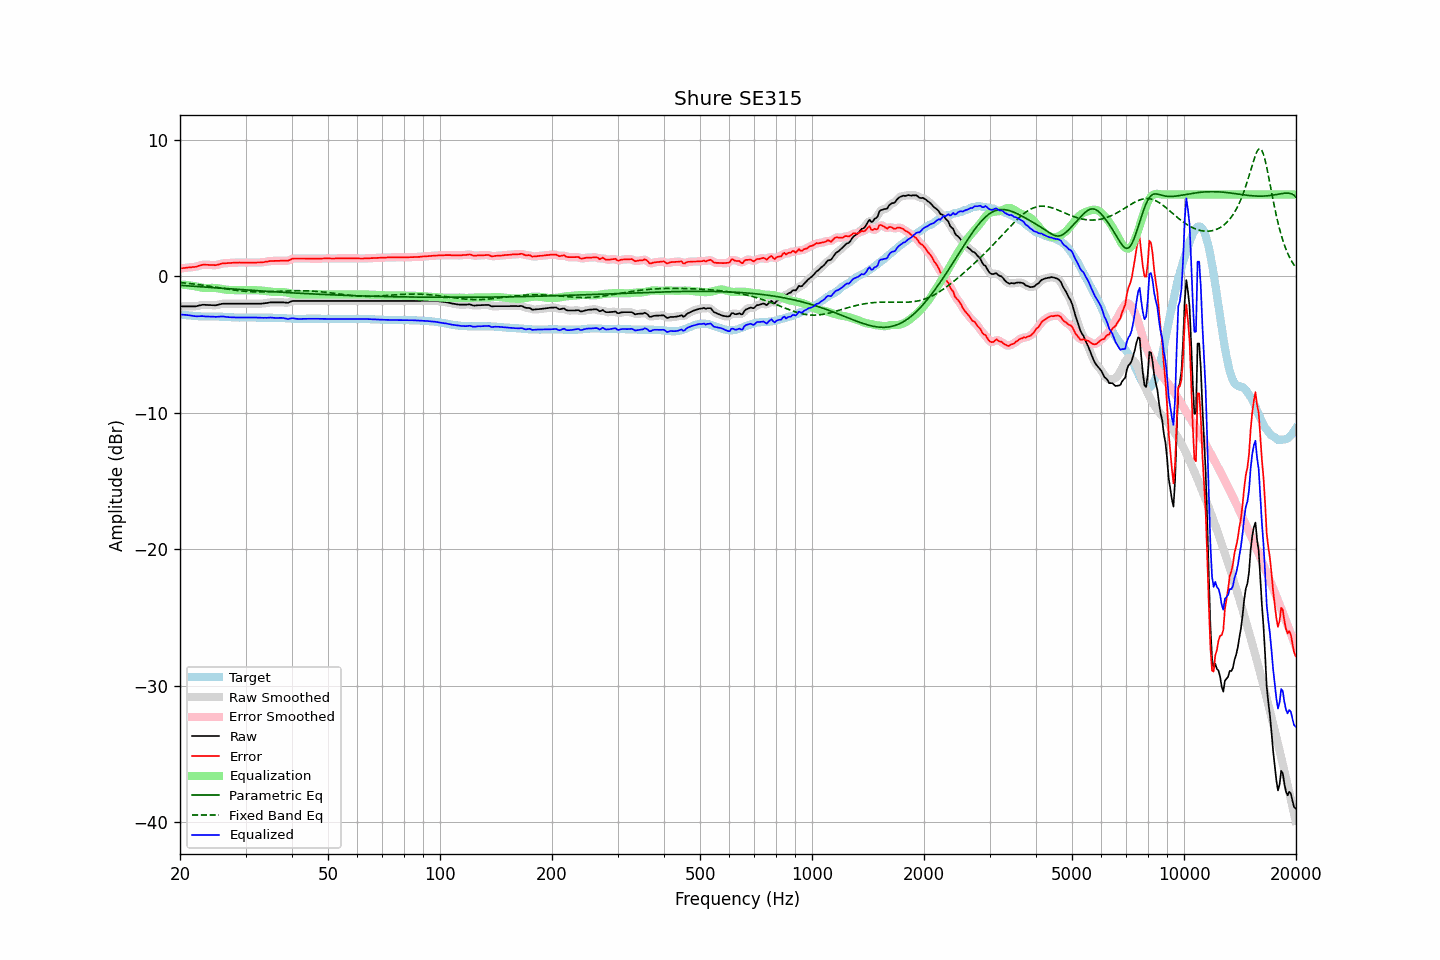 Shure SE315
10
0
−10
−20
−30
−40
Amplitude (dBr)
Target
Raw Smoothed
Error Smoothed
Raw
Error
Equalization
Parametric Eq
Fixed Band Eq
Equalized
20
50
100
200
500
1000
2000
5000
10000
20000
Frequency (Hz)